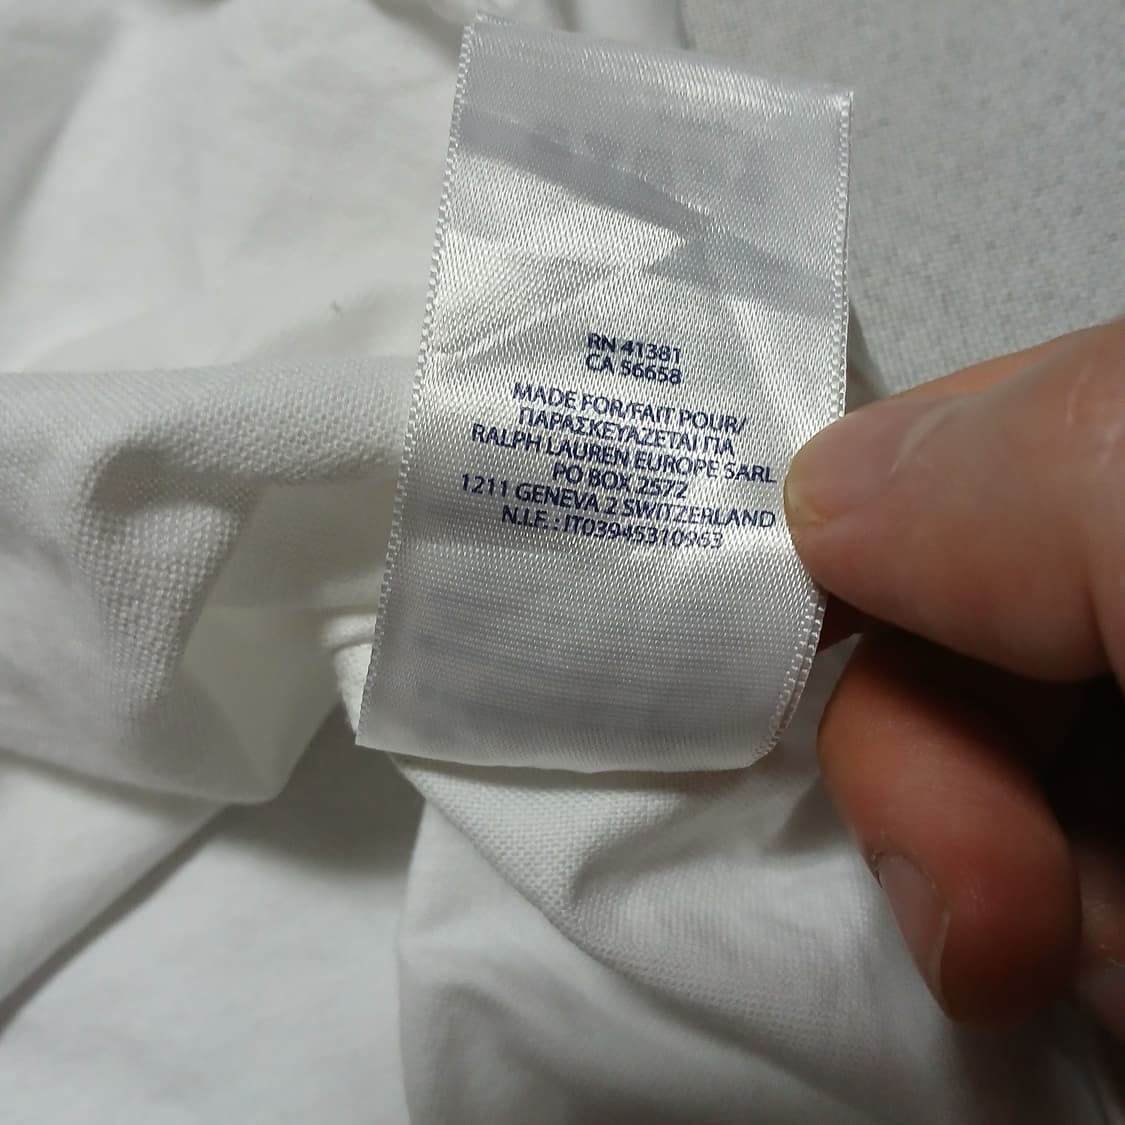 RN 41381
CA 56658
MADE FOR/FAIT POUR/
ΠΑΡΑΣΚΕΥΑΖΕΤΑΙ ΓΙΑ
RALPH LAUREN EUROPE SARL
PO BOX 2572
1211 GENEVA 2 SWITZERLAND
N.I.F. : IT03945310963